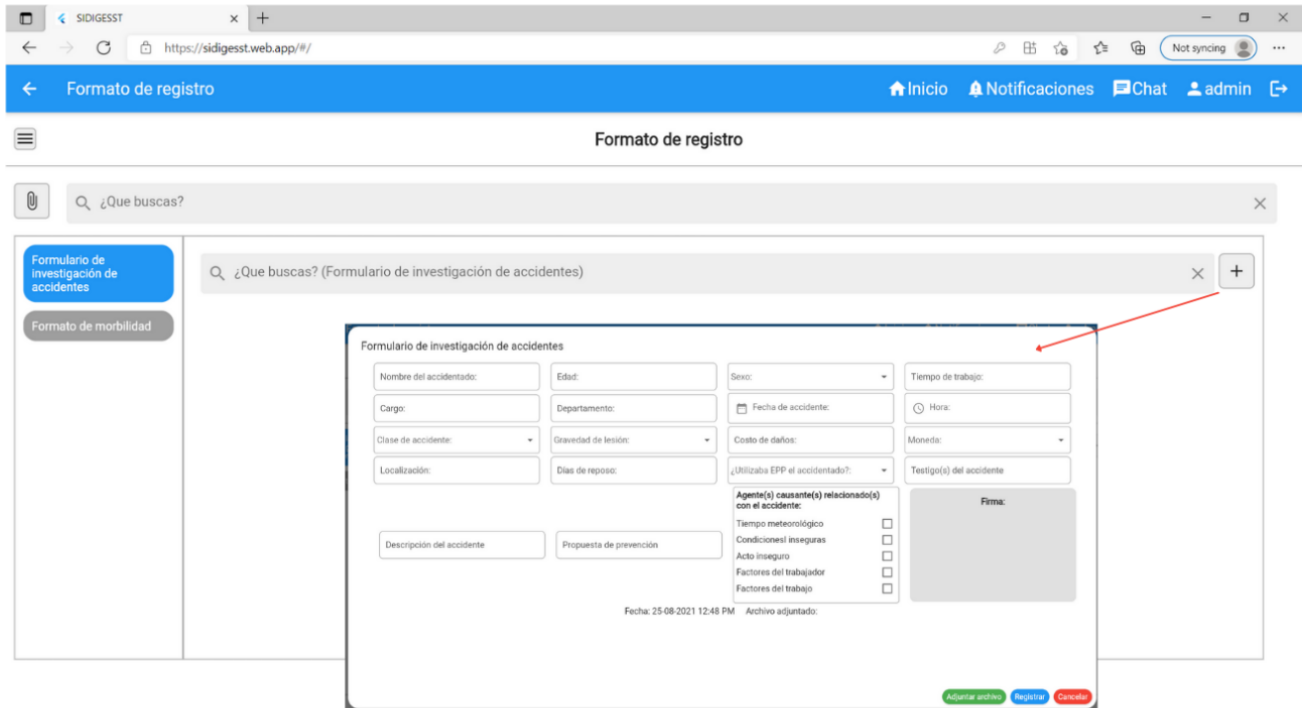 SIDIGESST
https://sidigesst.web.app/#/
Not syncing
Formato de registro
Inicio
Notificaciones
Chat
admin
Formato de registro
¿Que buscas?
Formulario de
investigación de
accidentes
Formato de morbilidad
¿Que buscas? (Formulario de investigación de accidentes)
Formulario de investigación de accidentes
Nombre del accidentado:
Edad:
Sexo:
Tiempo de trabajo:
Cargo:
Departamento:
Fecha de accidente:
Hora:
Clase de accidente:
Gravedad de lesión:
Costo de daños:
Moneda:
Localización:
Días de reposo:
¿Utilizaba EPP el accidentado?:
Testigo(s) del accidente
Descripción del accidente
Propuesta de prevención
Agente(s) causante(s) relacionado(s)
con el accidente:
Tiempo meteorológico
Condicionesl inseguras
Acto inseguro
Factores del trabajador
Factores del trabajo
Firma:
Fecha: 25-08-2021 12:48 PM
Archivo adjuntado:
Adjuntar archivo
Registrar
Cancelar